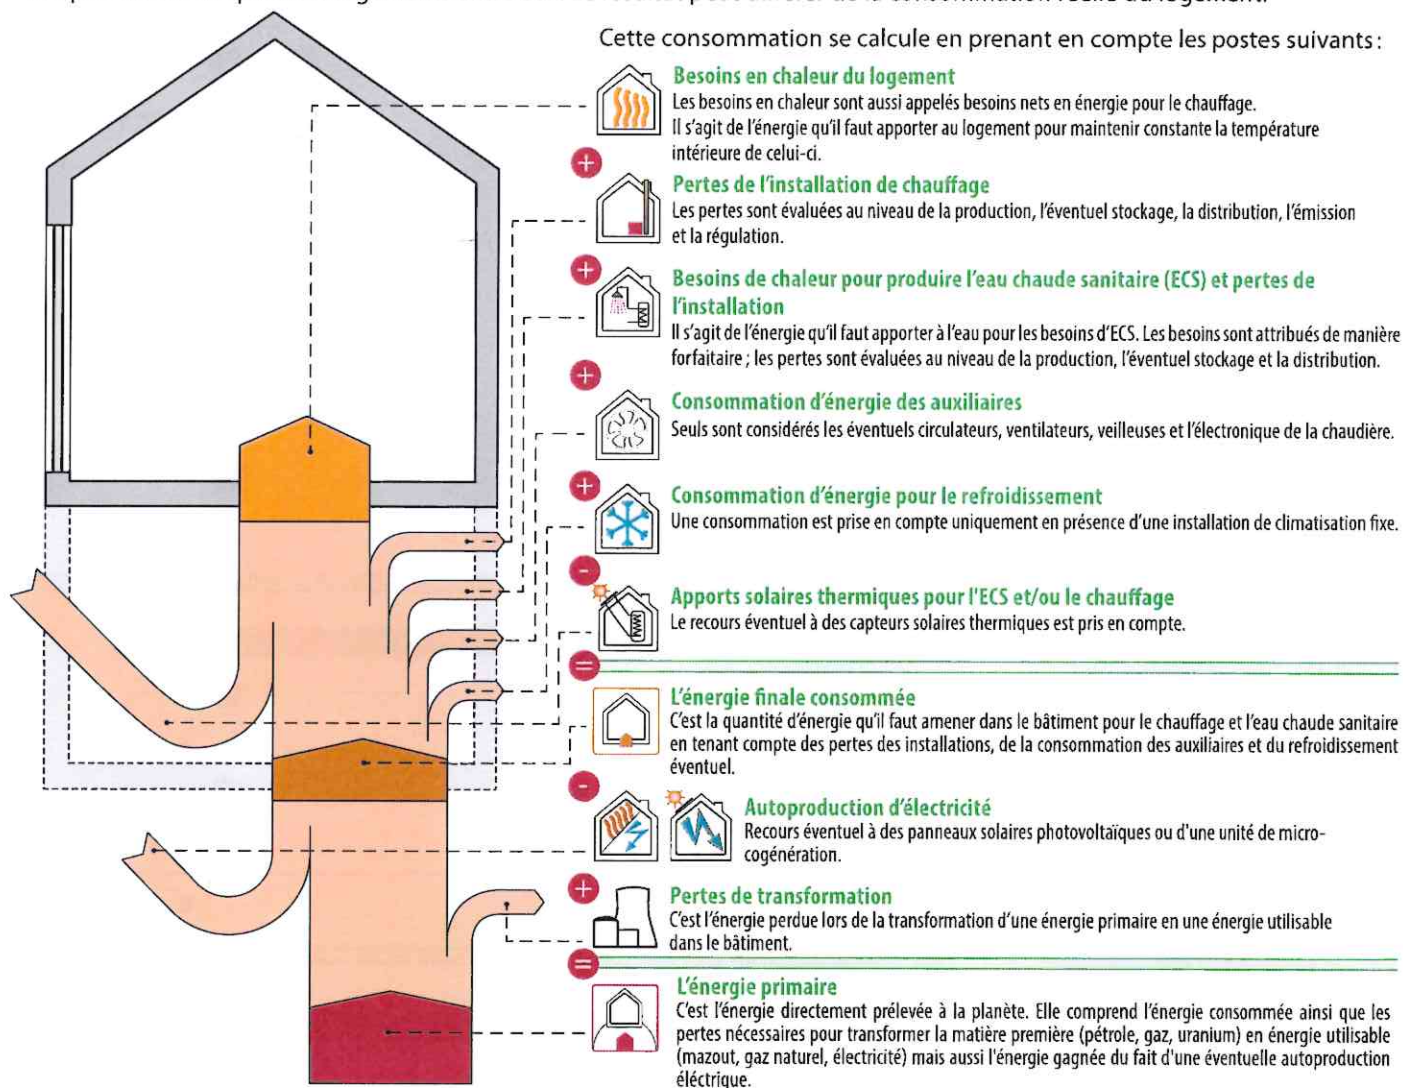 Cette consommation se calcule en prenant en compte les postes suivants :
Besoins en chaleur du logement
Les besoins en chaleur sont aussi appelés besoins nets en énergie pour le chauffage.
Il s'agit de l'énergie qu'il faut apporter au logement pour maintenir constante la température
intérieure de celui-ci.
+
Pertes de l'installation de chauffage
Les pertes sont évaluées au niveau de la production, l'éventuel stockage, la distribution, l'émission
et la régulation.
+
Besoins de chaleur pour produire l'eau chaude sanitaire (ECS) et pertes de
l'installation
Il s'agit de l'énergie qu'il faut apporter à l'eau pour les besoins d'ECS. Les besoins sont attribués de manière
forfaitaire ; les pertes sont évaluées au niveau de la production, l'éventuel stockage et la distribution.
+
Consommation d'énergie des auxiliaires
Seuls sont considérés les éventuels circulateurs, ventilateurs, veilleuses et l'électronique de la chaudière.
+
Consommation d'énergie pour le refroidissement
Une consommation est prise en compte uniquement en présence d'une installation de climatisation fixe.
-
Apports solaires thermiques pour l'ECS et/ou le chauffage
Le recours éventuel à des capteurs solaires thermiques est pris en compte.
=
L'énergie finale consommée
C'est la quantité d'énergie qu'il faut amener dans le bâtiment pour le chauffage et l'eau chaude sanitaire
en tenant compte des pertes des installations, de la consommation des auxiliaires et du refroidissement
éventuel.
-
Autoproduction d'électricité
Recours éventuel à des panneaux solaires photovoltaïques ou d'une unité de micro-
cogénération.
+
Pertes de transformation
C'est l'énergie perdue lors de la transformation d'une énergie primaire en une énergie utilisable
dans le bâtiment.
=
L'énergie primaire
C'est l'énergie directement prélevée à la planète. Elle comprend l'énergie consommée ainsi que les
pertes nécessaires pour transformer la matière première (pétrole, gaz, uranium) en énergie utilisable
(mazout, gaz naturel, électricité) mais aussi l'énergie gagnée du fait d'une éventuelle autoproduction
électrique.